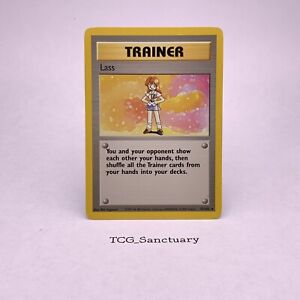 TRAINER
Lass
You and your opponent show
each other your hands, then
shuffle all the Trainer cards
from your hands into your decks.
TCG_Sanctuary